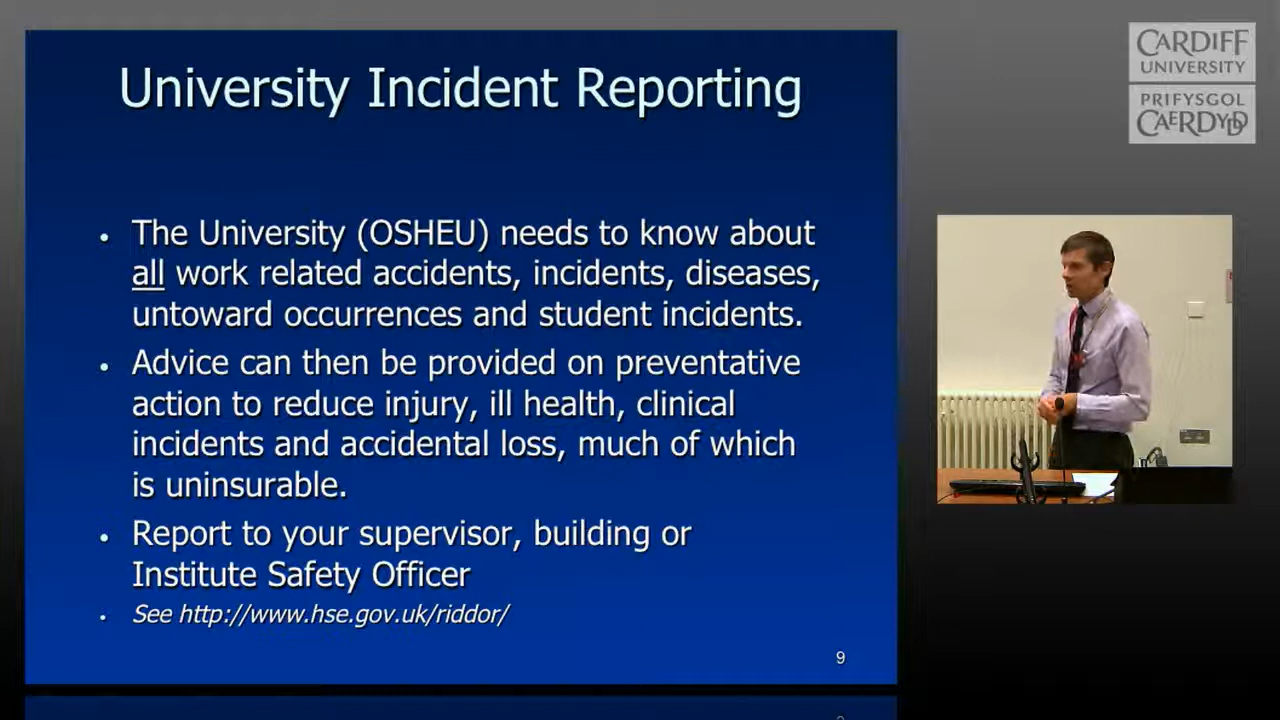 University Incident Reporting
• The University (OSHEU) needs to know about
all work related accidents, incidents, diseases,
untoward occurrences and student incidents.
• Advice can then be provided on preventative
action to reduce injury, ill health, clinical
incidents and accidental loss, much of which
is uninsurable.
• Report to your supervisor, building or
Institute Safety Officer
• See http://www.hse.gov.uk/riddor/
9
CARDIFF
UNIVERSITY
PRIFYSGOL
CAERDYDD